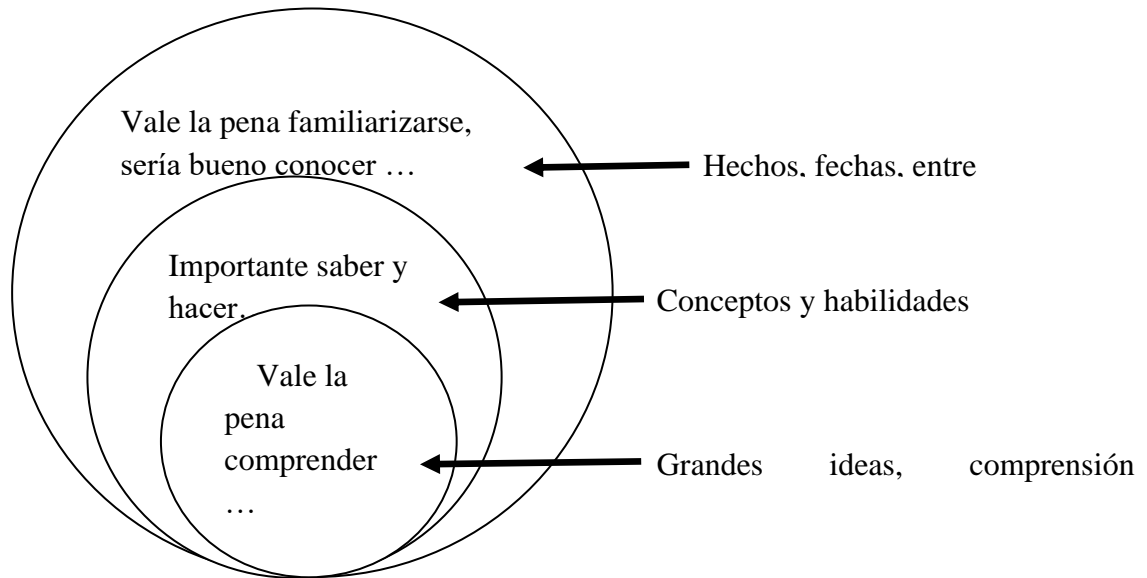 Vale la pena familiarizarse,
sería bueno conocer …
Hechos, fechas, entre
Importante saber y
hacer.
Conceptos y habilidades
Vale la
pena
comprender
…
Grandes ideas, comprensión